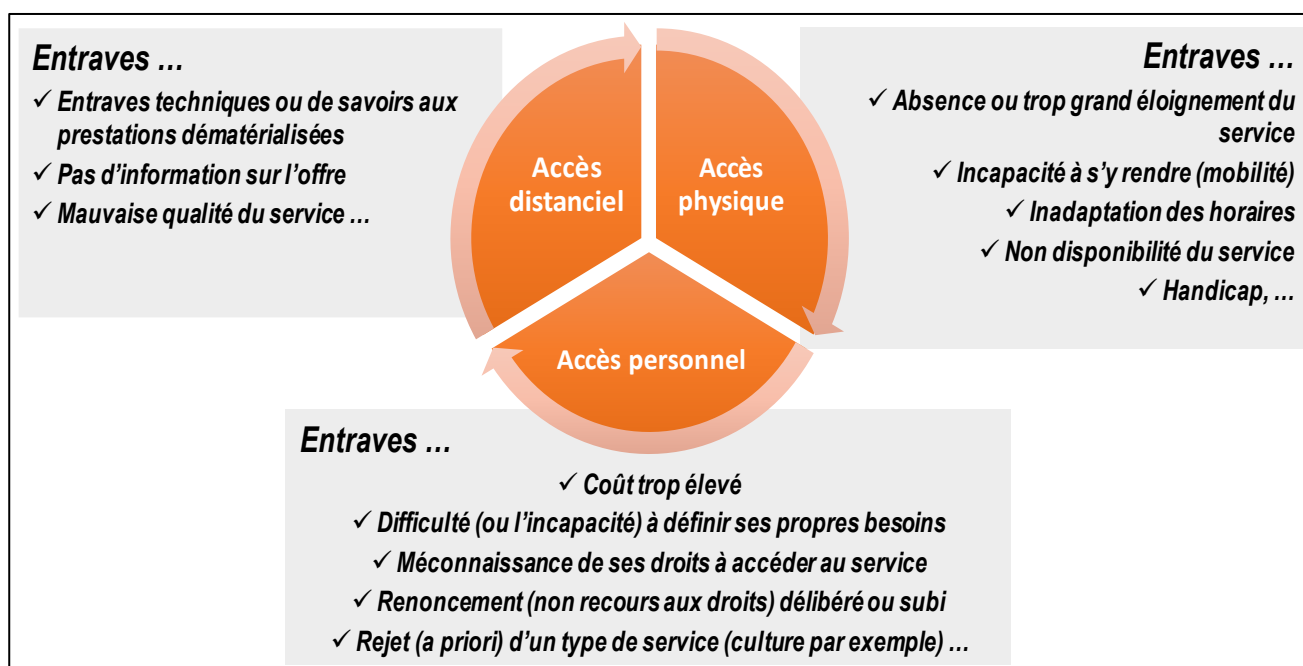 Entraves …
✓ Entraves techniques ou de savoirs aux
prestations dématérialisées
✓ Pas d’information sur l’offre
✓ Mauvaise qualité du service …
Accès
distanciel
Accès
physique
Accès personnel
Entraves …
✓ Absence ou trop grand éloignement du
service
✓ Incapacité à s’y rendre (mobilité)
✓ Inadaptation des horaires
✓ Non disponibilité du service
✓ Handicap, …
Entraves …
✓ Coût trop élevé
✓ Difficulté (ou l’incapacité) à définir ses propres besoins
✓ Méconnaissance de ses droits à accéder au service
✓ Renoncement (non recours aux droits) délibéré ou subi
✓ Rejet (a priori) d’un type de service (culture par exemple) …